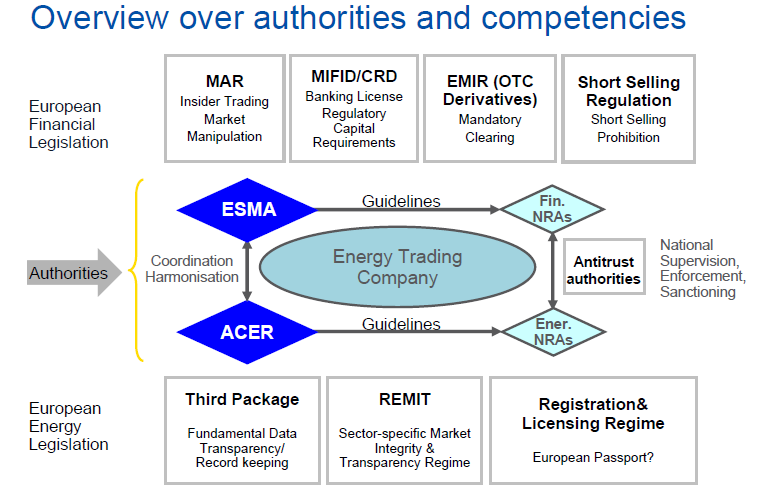 Overview over authorities and competencies
European
Financial
Legislation
MAR
Insider Trading
Market
Manipulation
MIFID/CRD
Banking License
Regulatory
Capital
Requirements
EMIR (OTC
Derivatives)
Mandatory
Clearing
Short Selling
Regulation
Short Selling
Prohibition
Authorities
ESMA
Guidelines
Fin.
NRAs
Coordination
Harmonisation
Energy Trading
Company
Antitrust
authorities
National
Supervision,
Enforcement,
Sanctioning
ACER
Guidelines
Ener.
NRAs
European
Energy
Legislation
Third Package
Fundamental Data
Transparency/
Record keeping
REMIT
Sector-specific Market
Integrity &
Transparency Regime
Registration&
Licensing Regime
European Passport?